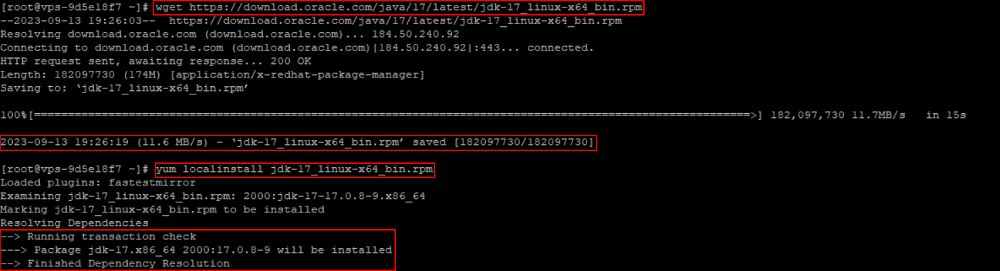 [root@vps-9d5e18f7 ~]# wget https://download.oracle.com/java/17/latest/jdk-17_linux-x64_bin.rpm
--2023-09-13 19:26:03--  https://download.oracle.com/java/17/latest/jdk-17_linux-x64_bin.rpm
Resolving download.oracle.com (download.oracle.com)... 184.50.240.92
Connecting to download.oracle.com (download.oracle.com)|184.50.240.92|:443... connected.
HTTP request sent, awaiting response... 200 OK
Length: 182097730 (174M) [application/x-redhat-package-manager]
Saving to: ‘jdk-17_linux-x64_bin.rpm’
100%[==========================================================================================================>] 182,097,730 11.7MB/s   in 15s
2023-09-13 19:26:19 (11.6 MB/s) - ‘jdk-17_linux-x64_bin.rpm’ saved [182097730/182097730]
[root@vps-9d5e18f7 ~]# yum localinstall jdk-17_linux-x64_bin.rpm
Loaded plugins: fastestmirror
Examining jdk-17_linux-x64_bin.rpm: 2000:jdk-17-17.0.8-9.x86_64
Marking jdk-17_linux-x64_bin.rpm to be installed
Resolving Dependencies
--> Running transaction check
---> Package jdk-17.x86_64 2000:17.0.8-9 will be installed
--> Finished Dependency Resolution